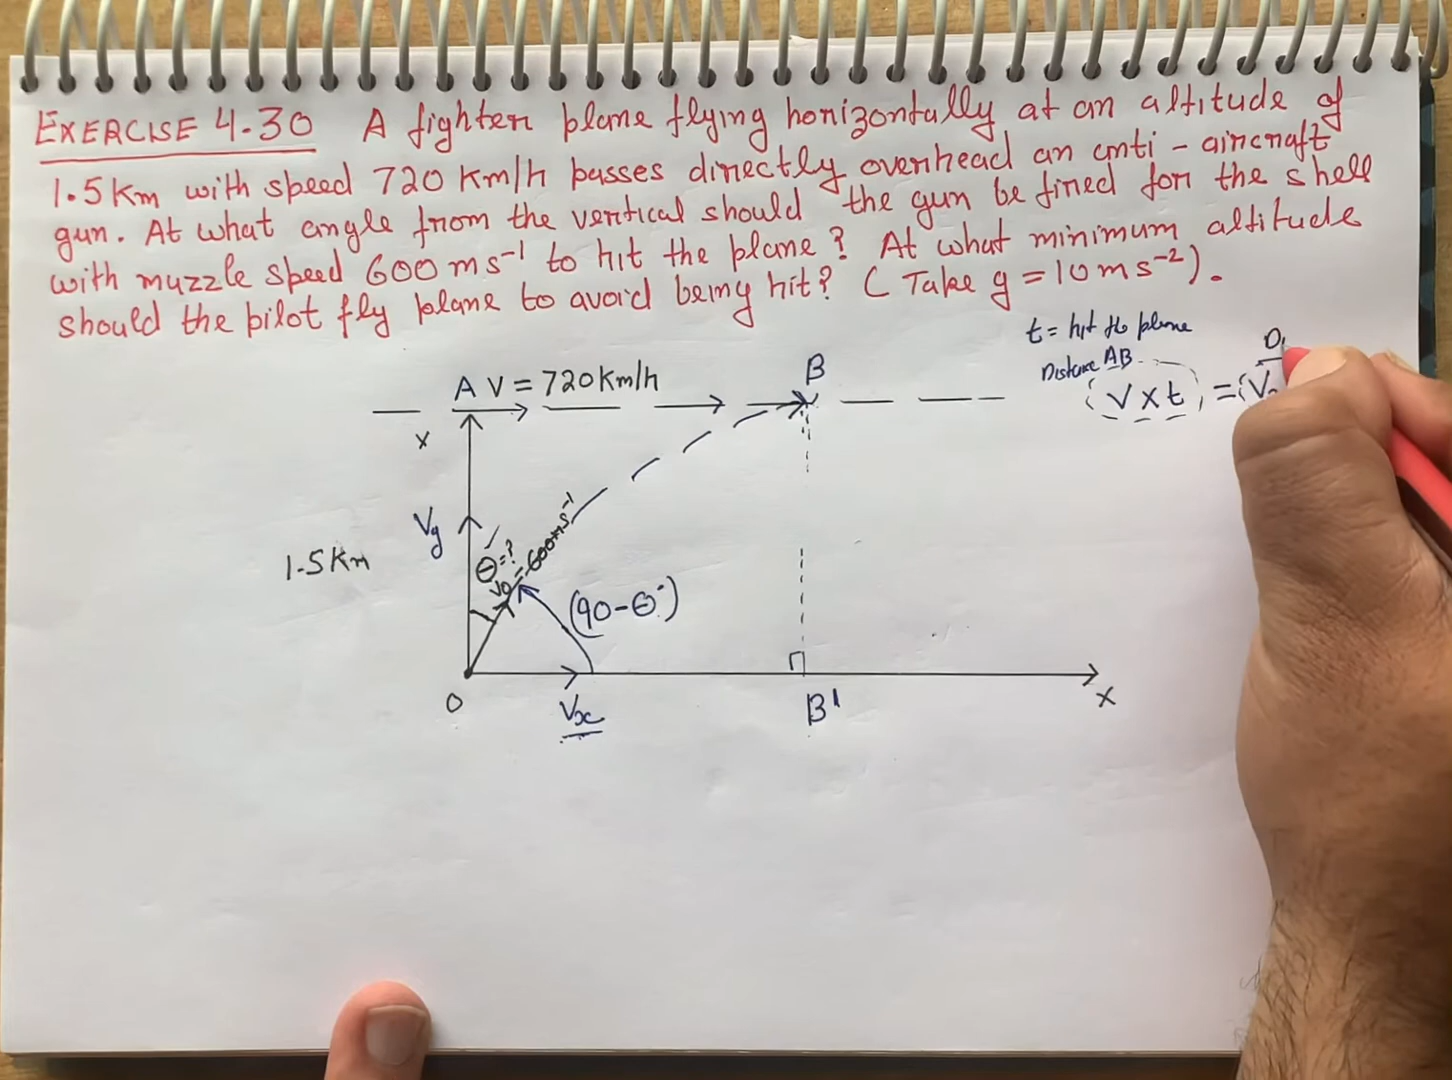 EXERCISE 4.30 A fighter plane flying horizontally at an altitude of
1.5 km with speed 720 km/h passes directly overhead an anti-aircraft
gun. At what angle from the vertical should the gun be fired for the shell
with muzzle speed 600 ms⁻¹ to hit the plane? At what minimum altitude
should the pilot fly plane to avoid being hit? (Take g = 10 ms⁻²).
t = hit the plane
Distance AB
V × t =
A V = 720 km/h
B
x
Vy
1.5 Km
θ = ?
V₀ = 600 ms⁻¹
(90-θ)
O
Vx
B'
X